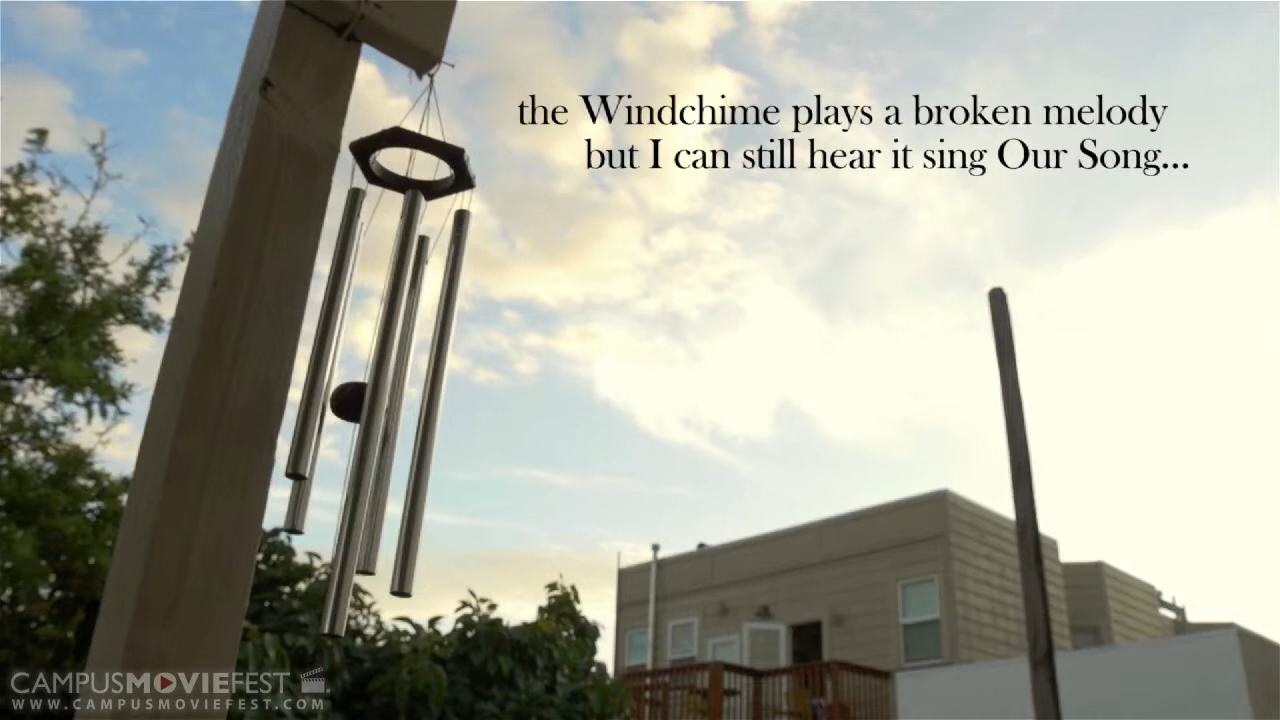 the Windchime plays a broken melody
but I can still hear it sing Our Song...
CAMPUSMOVIEFEST
WWW.CAMPUSMOVIEFEST.COM